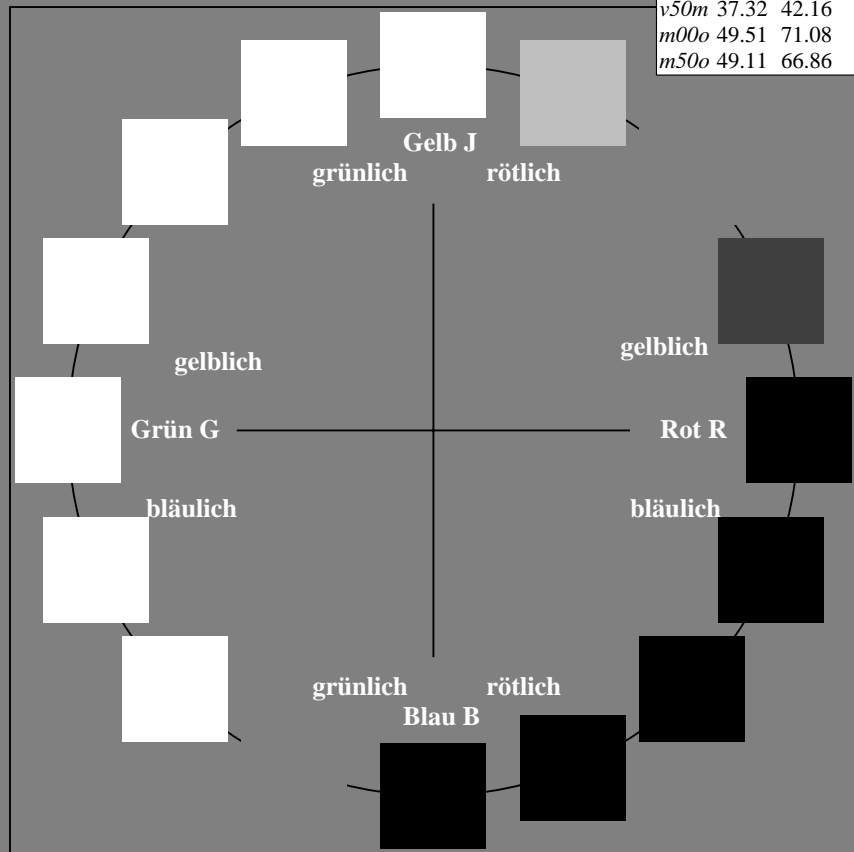 v50m 37.32 42.16
m00o 49.51 71.08
m50o 49.11 66.86
Gelb J
grünlich rötlich
gelblich gelblich
Grün G Rot R
bläulich bläulich
grünlich rötlich
Blau B